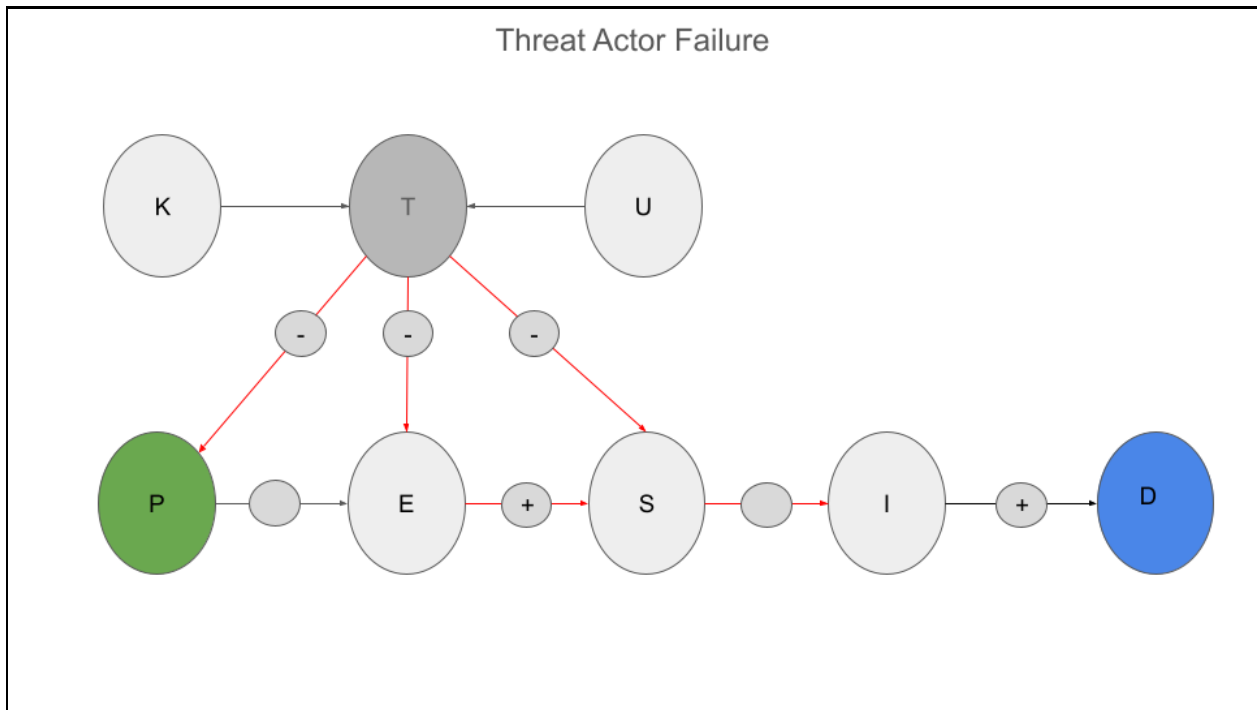 Threat Actor Failure
K
T
U
-
-
-
P
E
+
S
I
+
D